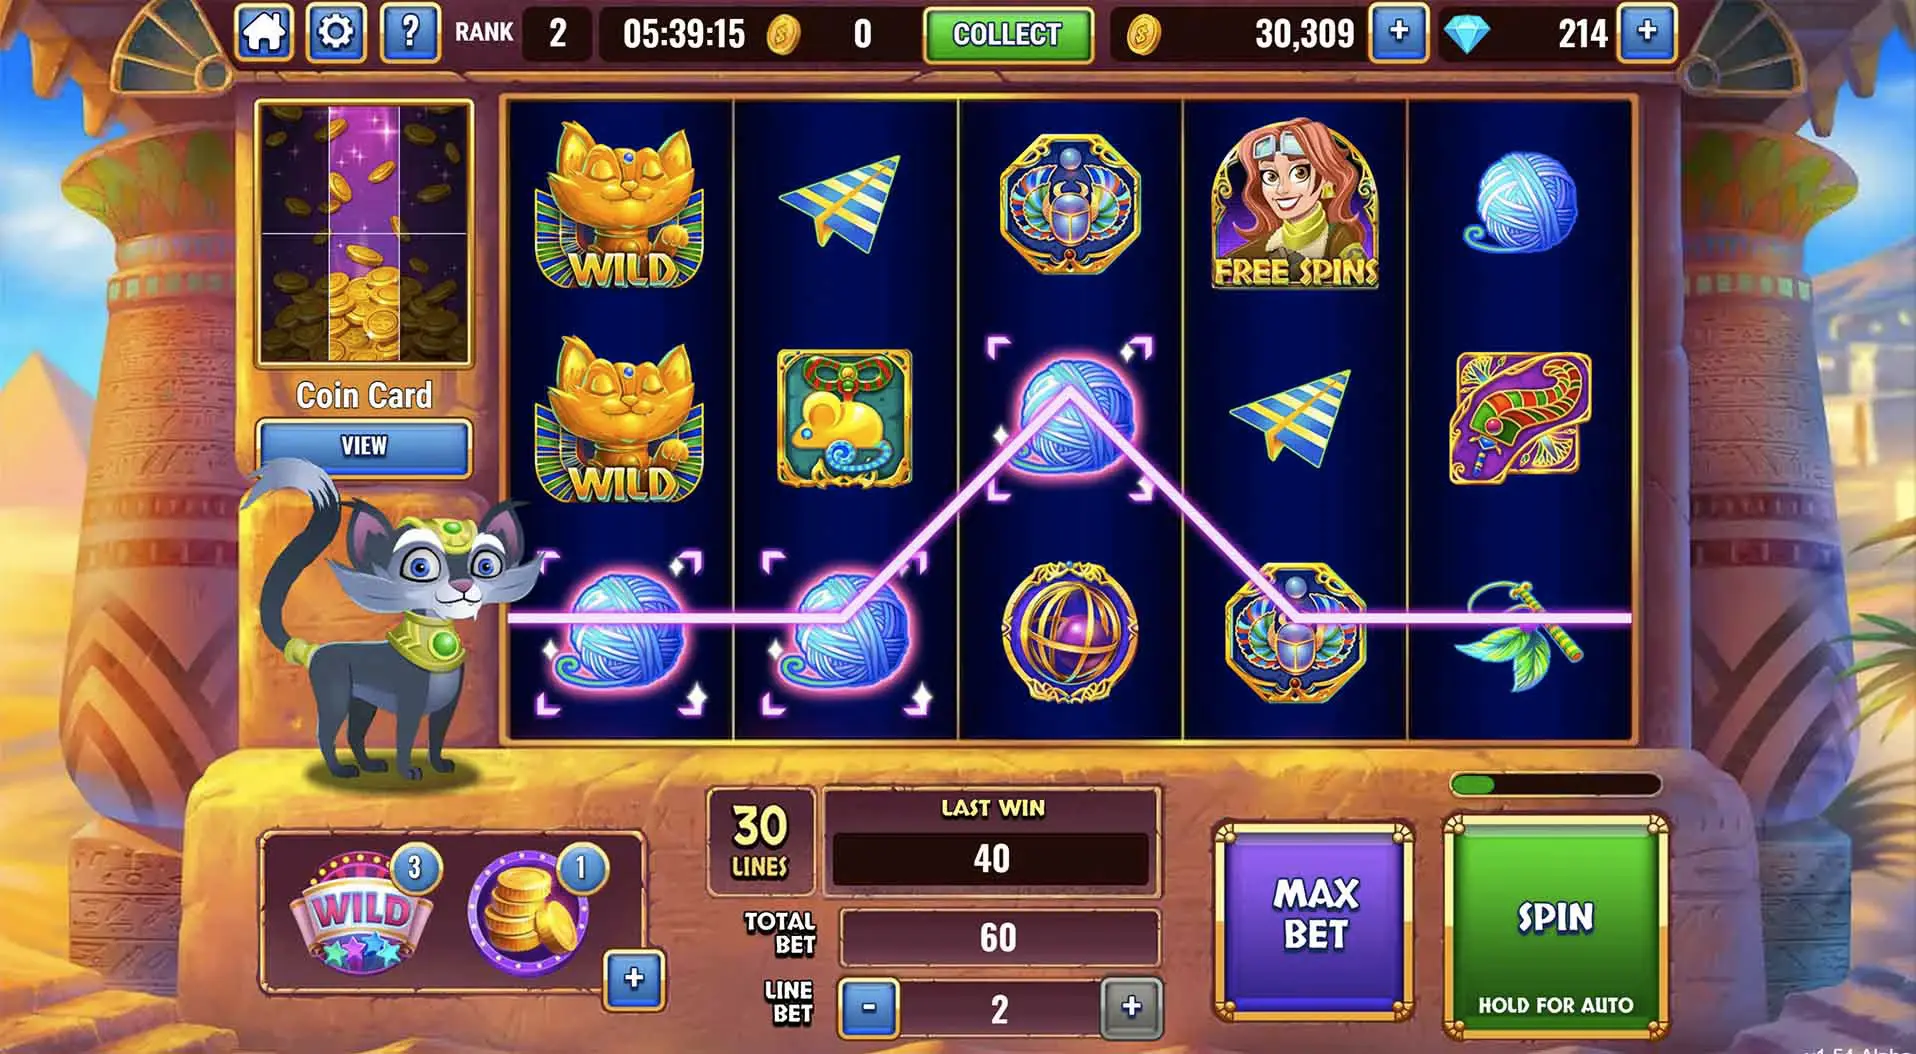 RANK 2 05:39:15 0 COLLECT 30,309 + 214 +
?
WILD
FREE SPINS
Coin Card
VIEW
WILD
30
LINES
LAST WIN
40
WILD 3 1
+
TOTAL
BET
60
LINE
BET
- 2 +
MAX
BET
SPIN
HOLD FOR AUTO